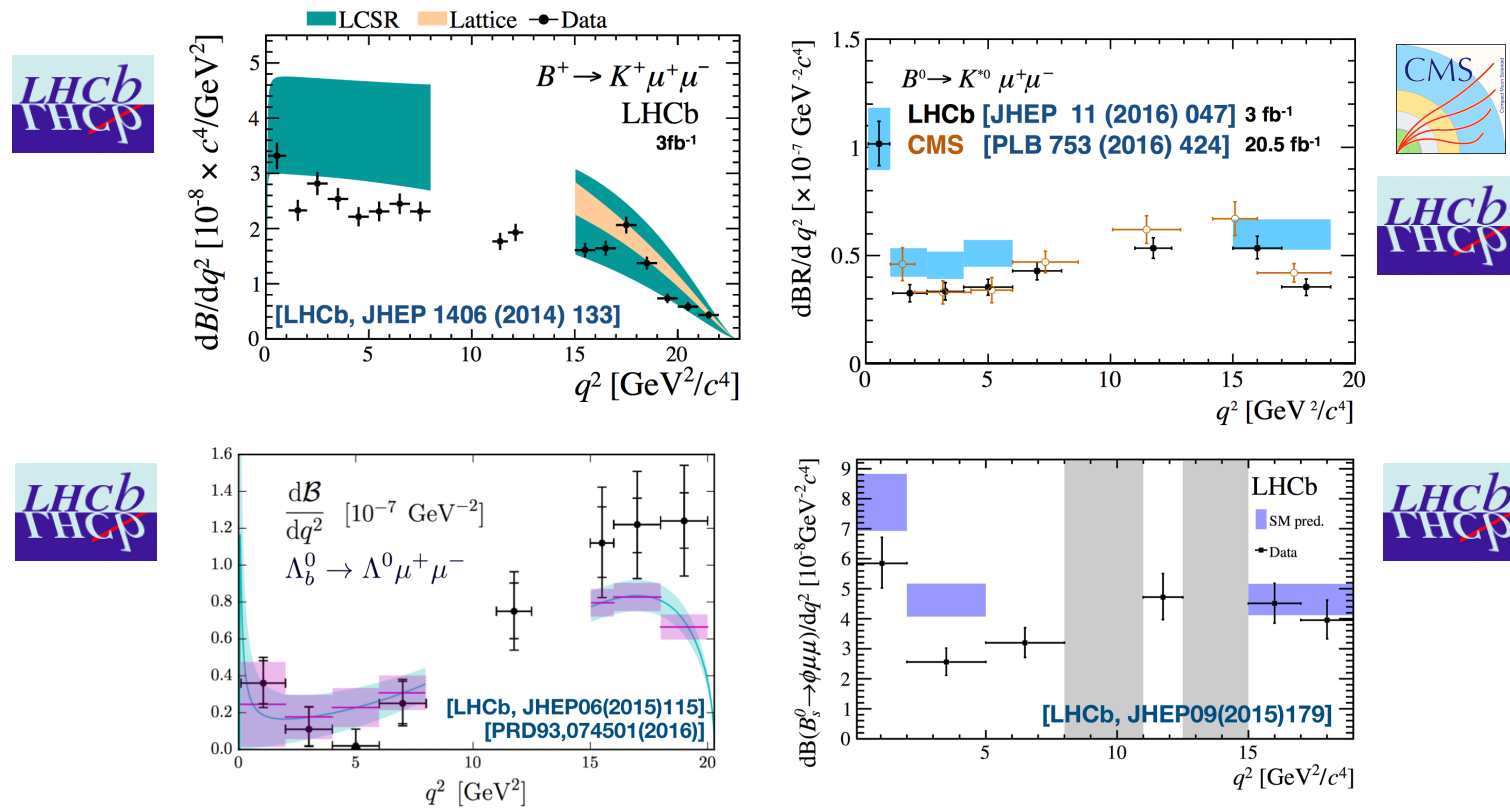 LCSR Lattice Data
LHCb
LHCb
dB/dq² [10⁻⁸ × c⁴/GeV²]
5
4
3
2
1
0
B⁺ → K⁺μ⁺μ⁻
LHCb
3fb⁻¹
[LHCb, JHEP 1406 (2014) 133]
0 5 10 15 20
q² [GeV²/c⁴]
dBR/dq² [×10⁻⁷ GeV⁻²c⁴]
1.5
1
0.5
0
B⁰→ K*⁰ μ⁺μ⁻
LHCb [JHEP 11 (2016) 047] 3 fb⁻¹
CMS [PLB 753 (2016) 424] 20.5 fb⁻¹
0 5 10 15 20
q² [GeV²/c⁴]
CMS
LHCb
LHCb
LHCb
LHCb
1.6
1.4
1.2
1.0
0.8
0.6
0.4
0.2
0.0
dB/dq² [10⁻⁷ GeV⁻²]
Λ⁰b → Λ⁰μ⁺μ⁻
[LHCb, JHEP06(2015)115]
[PRD93,074501(2016)]
0 5 10 15 20
q² [GeV²]
dB(B⁰s→φμμ)/dq² [10⁻⁸GeV⁻²c⁴]
9
8
7
6
5
4
3
2
1
0
LHCb
SM pred.
Data
[LHCb, JHEP09(2015)179]
5 10 15
q² [GeV²/c⁴]
LHCb
LHCb